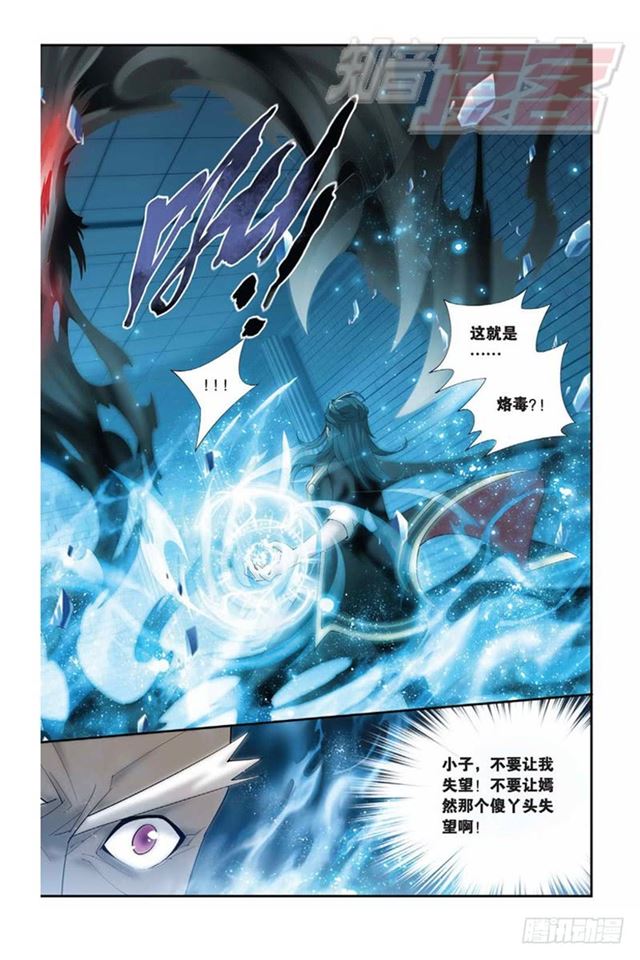 知音漫客
！！！
这就是
……
烙毒？！
小子，不要让我
失望！不要让嫣
然那个傻丫头失
望啊！
腾讯动漫